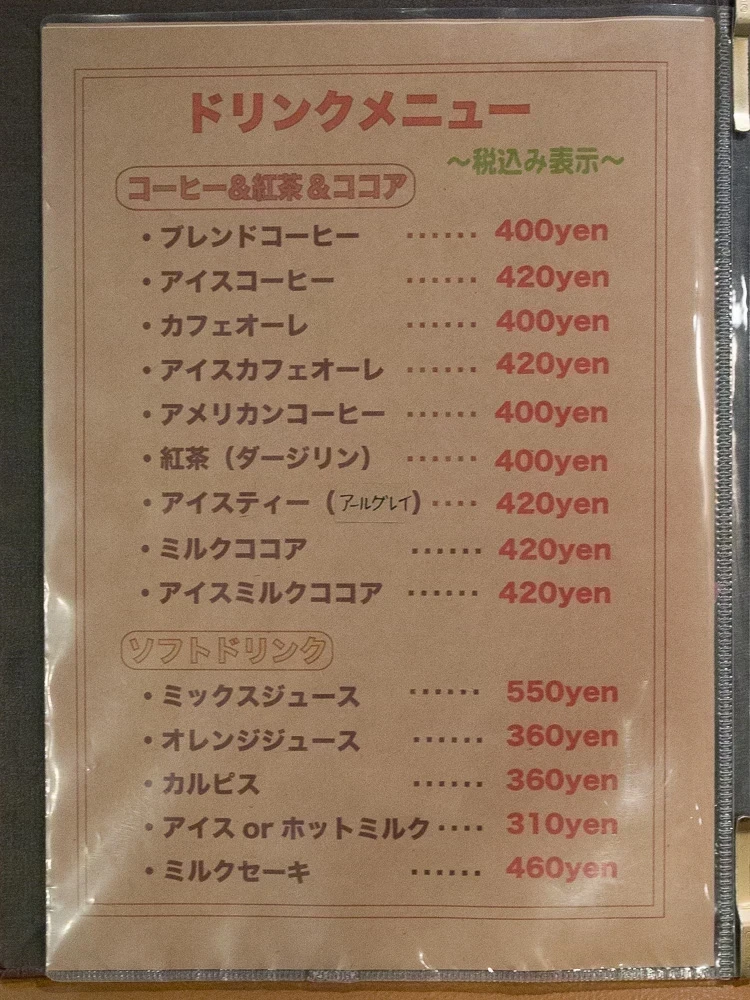 ドリンクメニュー
～税込み表示～
コーヒー&紅茶&ココア
・ブレンドコーヒー ······ 400yen
・アイスコーヒー ······ 420yen
・カフェオーレ ······ 400yen
・アイスカフェオーレ ······ 420yen
・アメリカンコーヒー ······ 400yen
・紅茶（ダージリン） ······ 400yen
・アイスティー（アールグレイ）···· 420yen
・ミルクココア ······ 420yen
・アイスミルクココア ······ 420yen
ソフトドリンク
・ミックスジュース ······ 550yen
・オレンジジュース ······ 360yen
・カルピス ······ 360yen
・アイス or ホットミルク ···· 310yen
・ミルクセーキ ······ 460yen